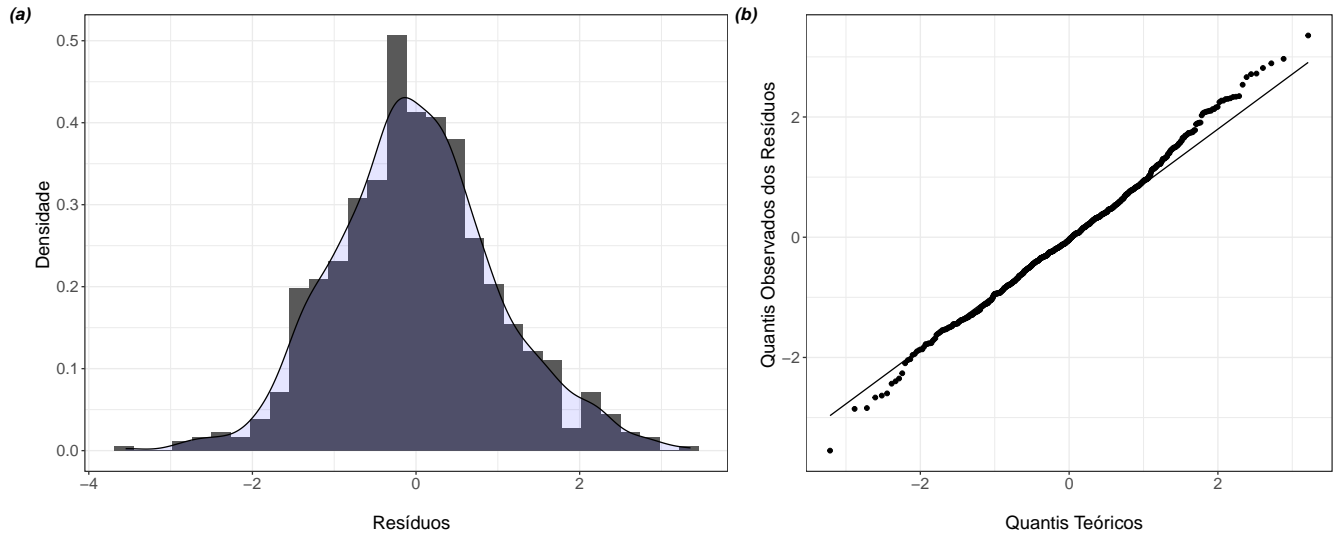 (a)
Densidade
0.5
0.4
0.3
0.2
0.1
0.0
−4
−2
0
2
Resíduos
(b)
Quantis Observados dos Resíduos
2
0
−2
−2
0
2
Quantis Teóricos